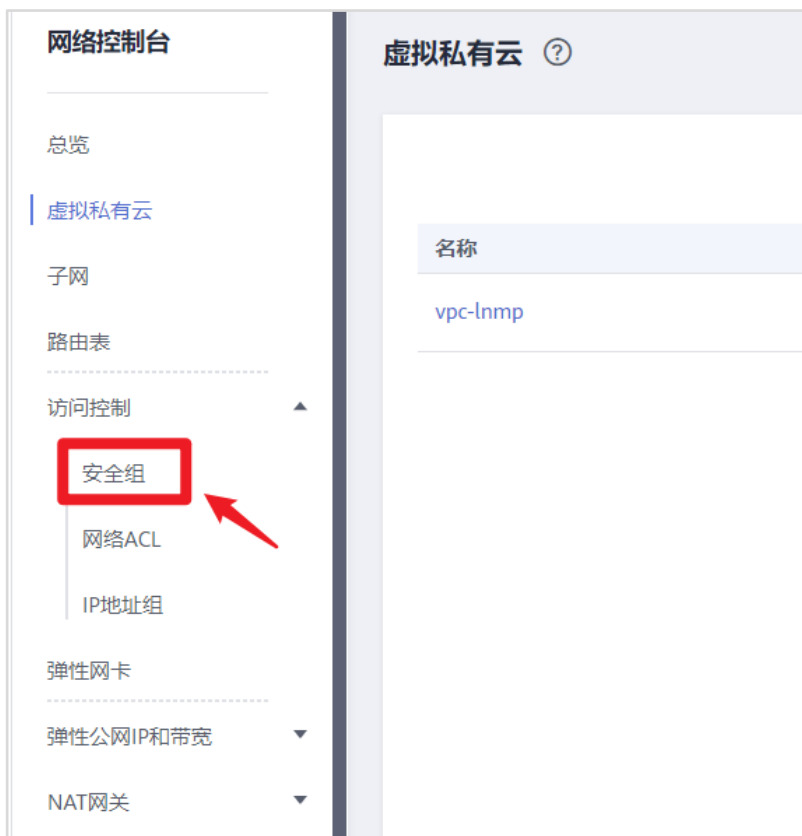 网络控制台
总览
虚拟私有云
子网
路由表
访问控制
安全组
网络ACL
IP地址组
弹性网卡
弹性公网IP和带宽
NAT网关
虚拟私有云 ?
名称
vpc-lnmp